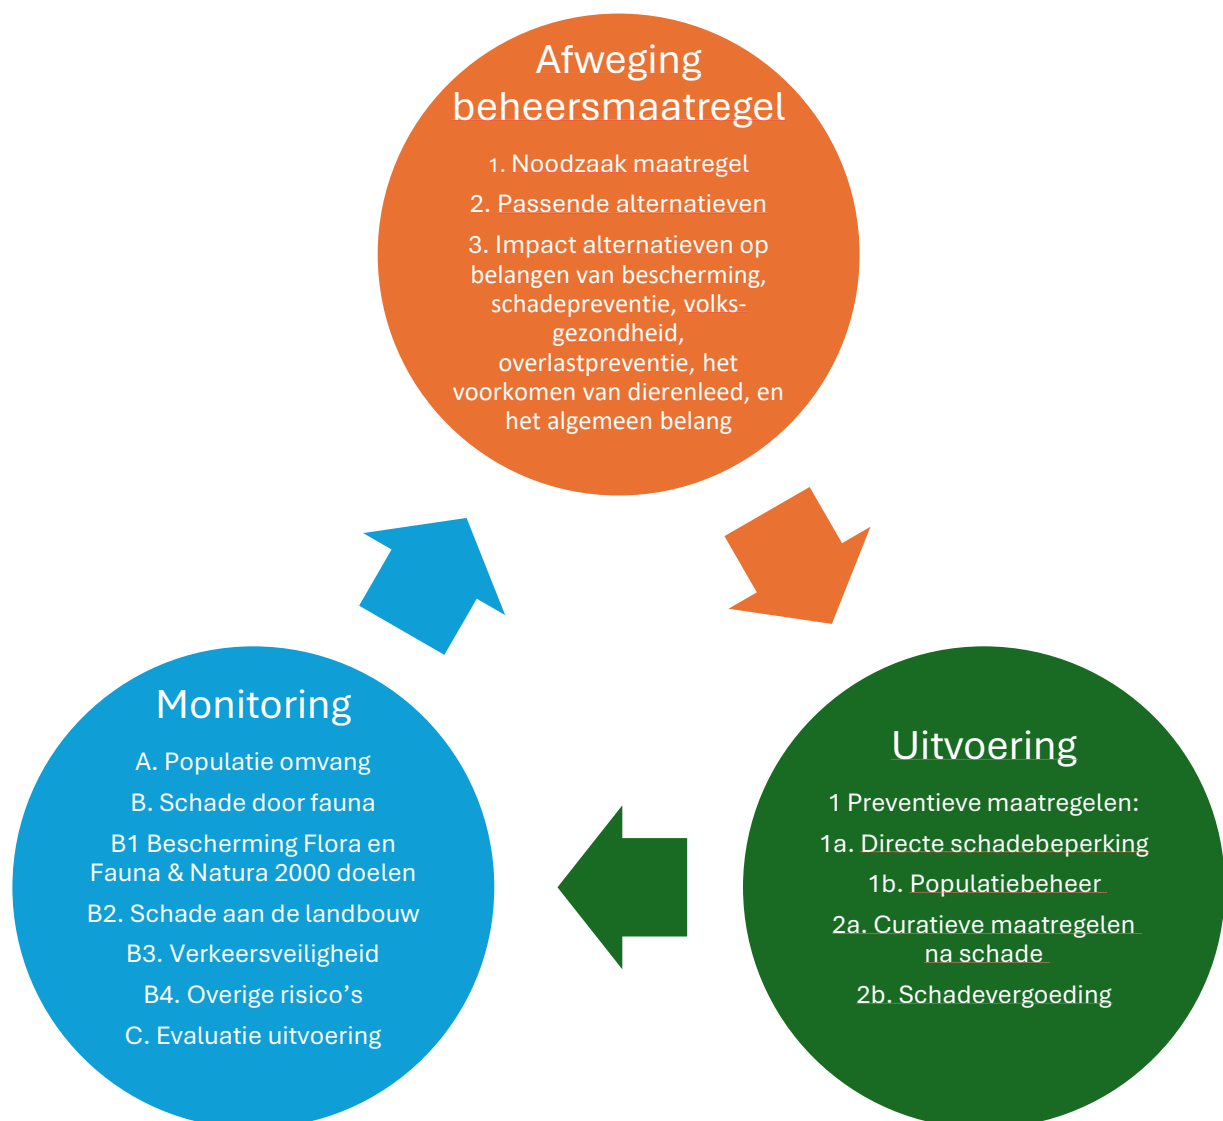 Afweging
beheersmaatregel
1. Noodzaak maatregel
2. Passende alternatieven
3. Impact alternatieven op
belangen van bescherming,
schadepreventie, volks-
gezondheid,
overlastpreventie, het
voorkomen van dierenleed, en
het algemeen belang
Monitoring
A. Populatie omvang
B. Schade door fauna
B1 Bescherming Flora en
Fauna & Natura 2000 doelen
B2. Schade aan de landbouw
B3. Verkeersveiligheid
B4. Overige risico’s
C. Evaluatie uitvoering
Uitvoering
1 Preventieve maatregelen:
1a. Directe schadebeperking
1b. Populatiebeheer
2a. Curatieve maatregelen
na schade
2b. Schadevergoeding